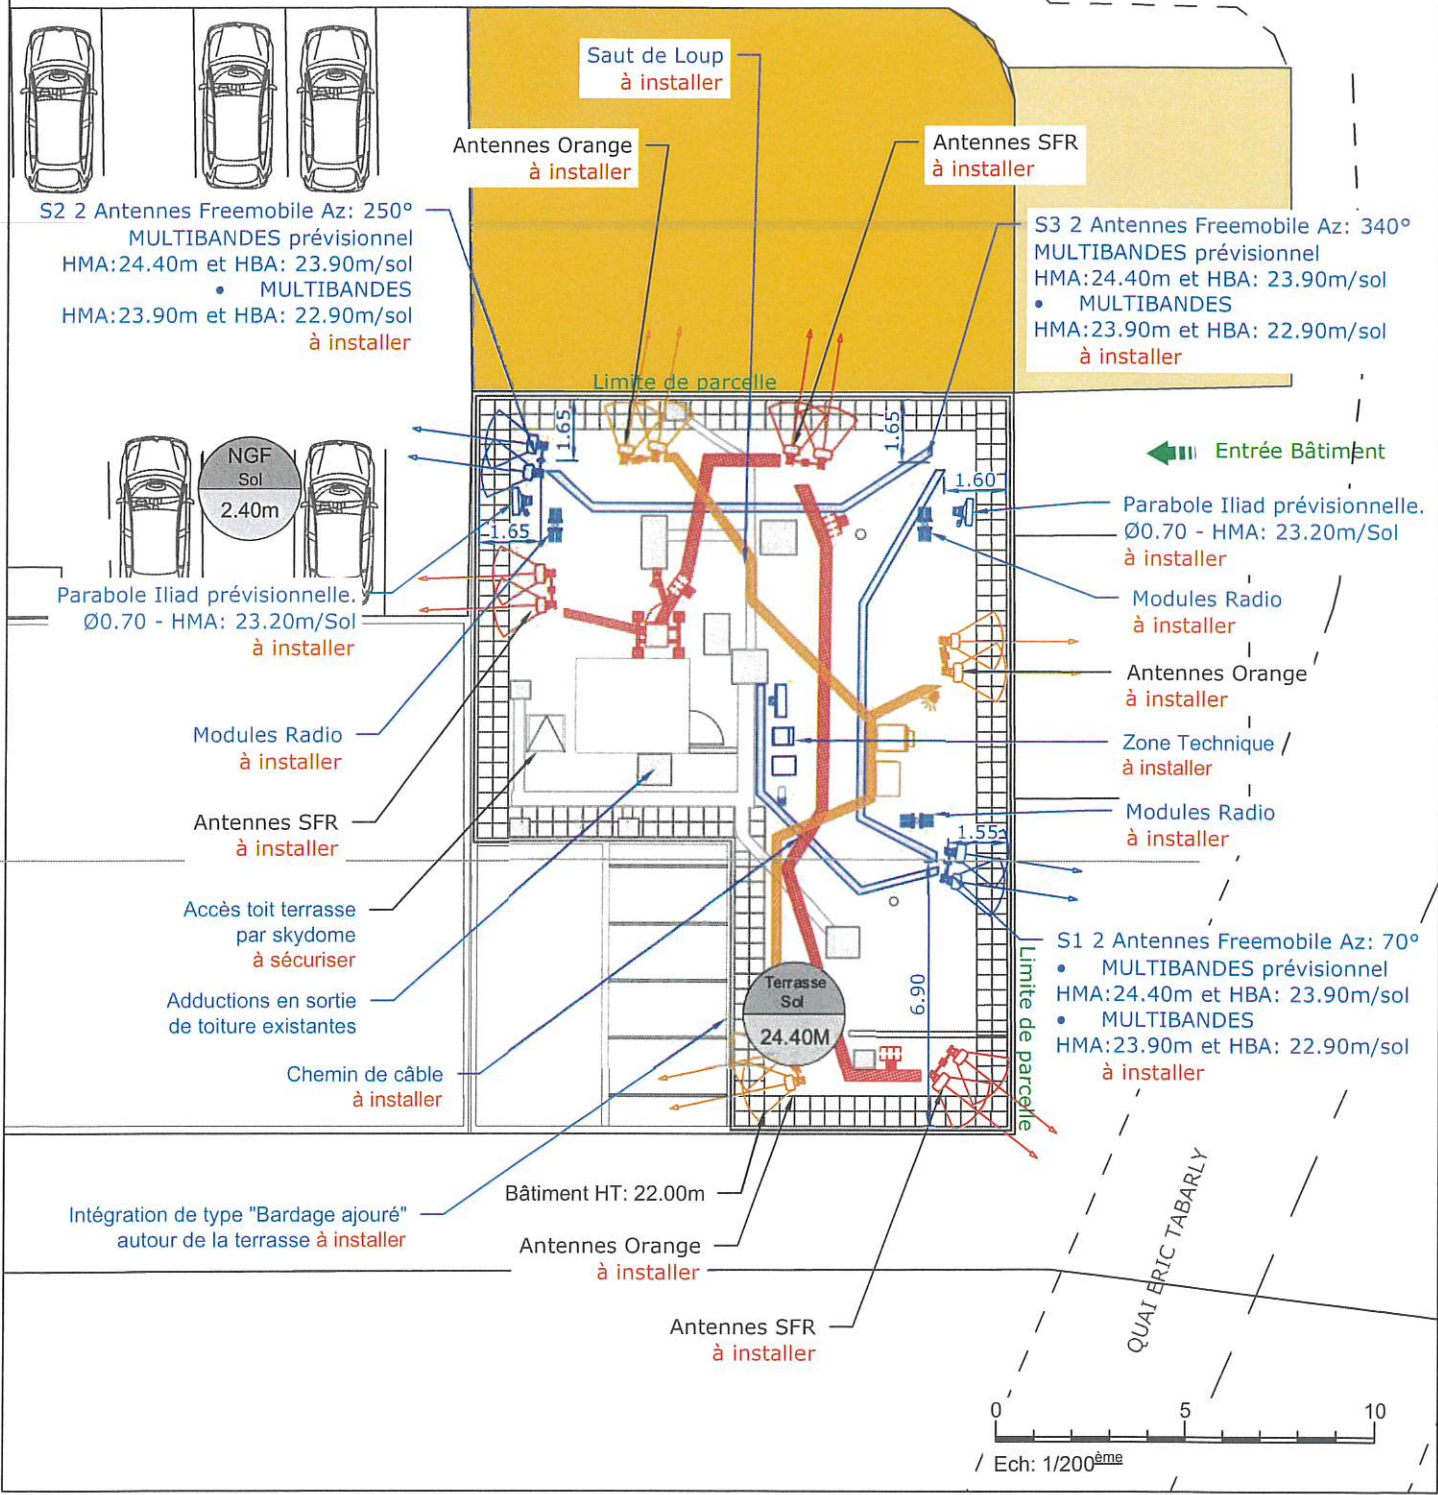 Saut de Loup
à installer
Antennes Orange
à installer
Antennes SFR
à installer
S2 2 Antennes Freemobile Az: 250°
MULTIBANDES prévisionnel
HMA:24.40m et HBA: 23.90m/sol
• MULTIBANDES
HMA:23.90m et HBA: 22.90m/sol
à installer
S3 2 Antennes Freemobile Az: 340°
MULTIBANDES prévisionnel
HMA:24.40m et HBA: 23.90m/sol
• MULTIBANDES
HMA:23.90m et HBA: 22.90m/sol
à installer
Limite de parcelle
1.65
1.65
NGF
Sol
2.40m
Entrée Bâtiment
1.60
1.65
Parabole Iliad prévisionnelle.
Ø0.70 - HMA: 23.20m/Sol
à installer
Parabole Iliad prévisionnelle.
Ø0.70 - HMA: 23.20m/Sol
à installer
Modules Radio
à installer
Antennes Orange
à installer
Modules Radio
à installer
Zone Technique
à installer
Antennes SFR
à installer
Modules Radio
à installer
1.55
Accès toit terrasse
par skydome
à sécuriser
S1 2 Antennes Freemobile Az: 70°
• MULTIBANDES prévisionnel
HMA:24.40m et HBA: 23.90m/sol
• MULTIBANDES
HMA:23.90m et HBA: 22.90m/sol
à installer
Limite de parcelle
6.90
Adductions en sortie
de toiture existantes
Terrasse
Sol
24.40M
Chemin de câble
à installer
Bâtiment HT: 22.00m
Intégration de type "Bardage ajouré"
autour de la terrasse à installer
Antennes Orange
à installer
Antennes SFR
à installer
QUAI ERIC TABARLY
0 5 10
Ech: 1/200ème